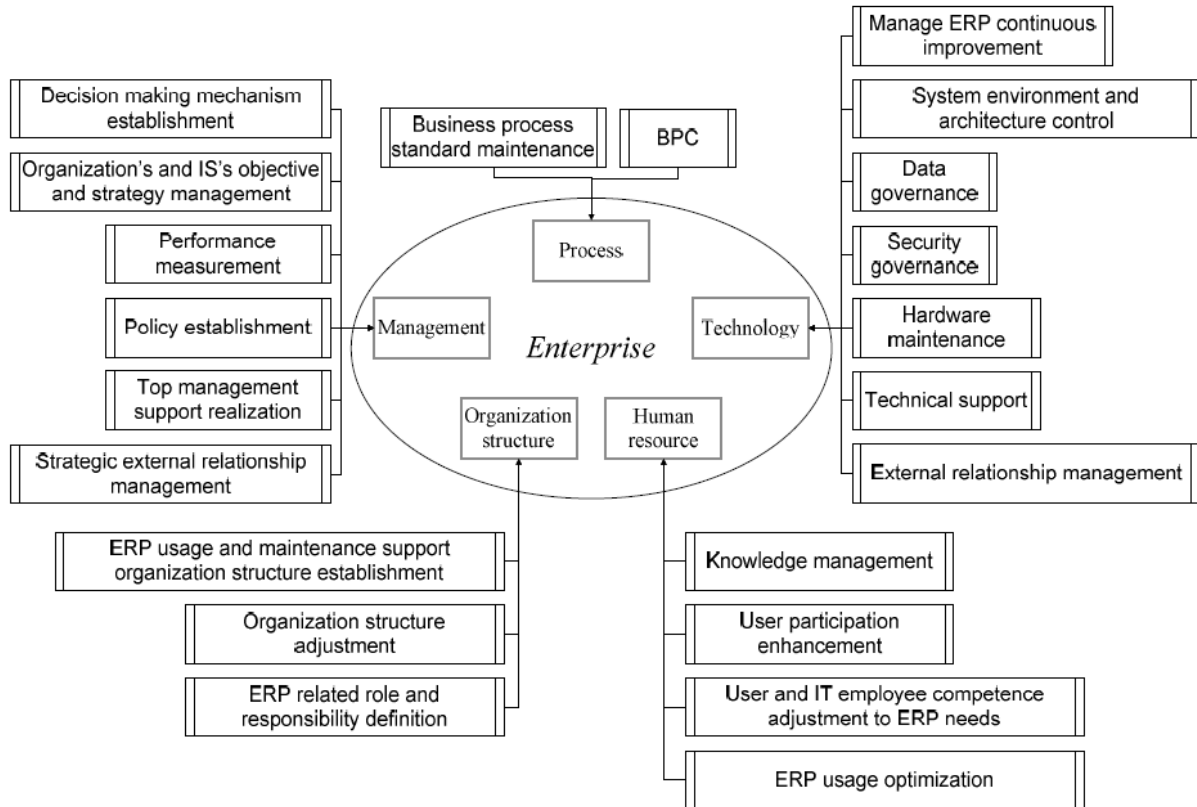 Manage ERP continuous
improvement
Decision making mechanism
establishment
System environment and
architecture control
Business process
standard maintenance
BPC
Organization's and IS's objective
and strategy management
Data
governance
Performance
measurement
Process
Security
governance
Policy establishment
Management
Enterprise
Technology
Hardware
maintenance
Top management
support realization
Organization
structure
Human
resource
Technical support
Strategic external relationship
management
External relationship management
ERP usage and maintenance support
organization structure establishment
Knowledge management
Organization structure
adjustment
User participation
enhancement
ERP related role and
responsibility definition
User and IT employee competence
adjustment to ERP needs
ERP usage optimization